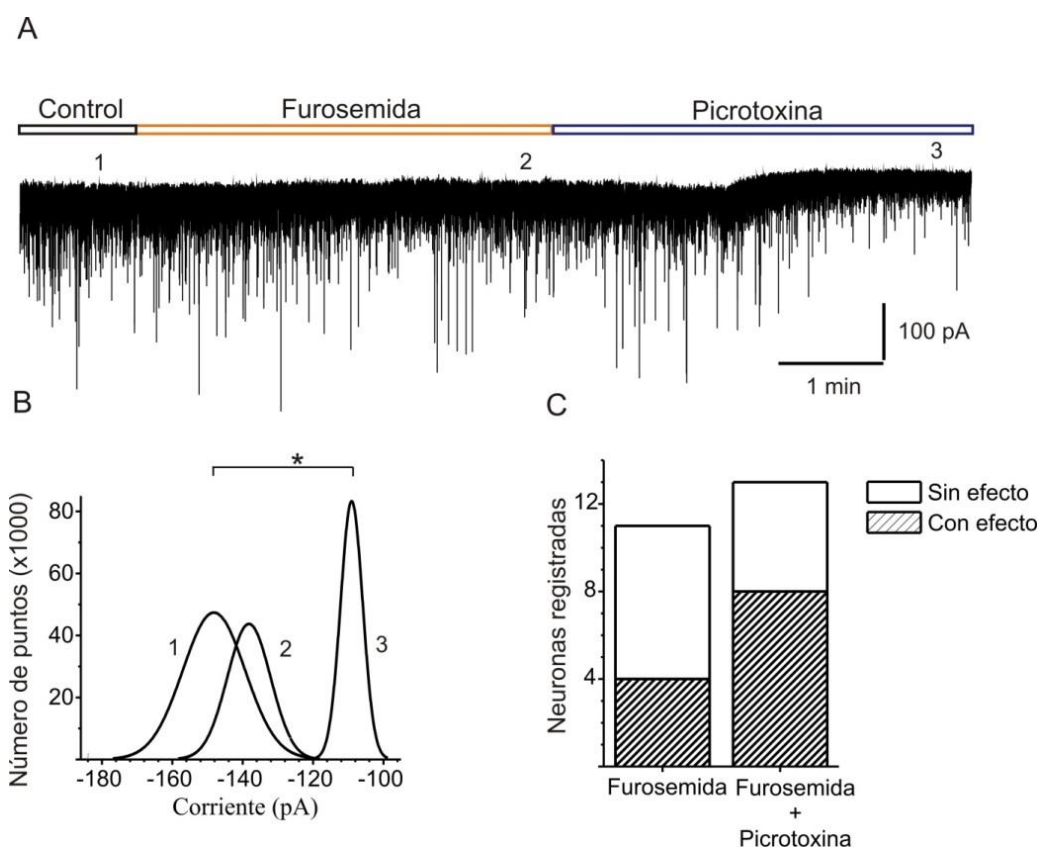 A
Control
Furosemida
Picrotoxina
1
2
3
100 pA
1 min
B
*
Número de puntos (x1000)
80
60
40
20
1
2
3
-180
-160
-140
-120
-100
Corriente (pA)
C
Neuronas registradas
12
8
4
Sin efecto
Con efecto
Furosemida
Furosemida
+
Picrotoxina